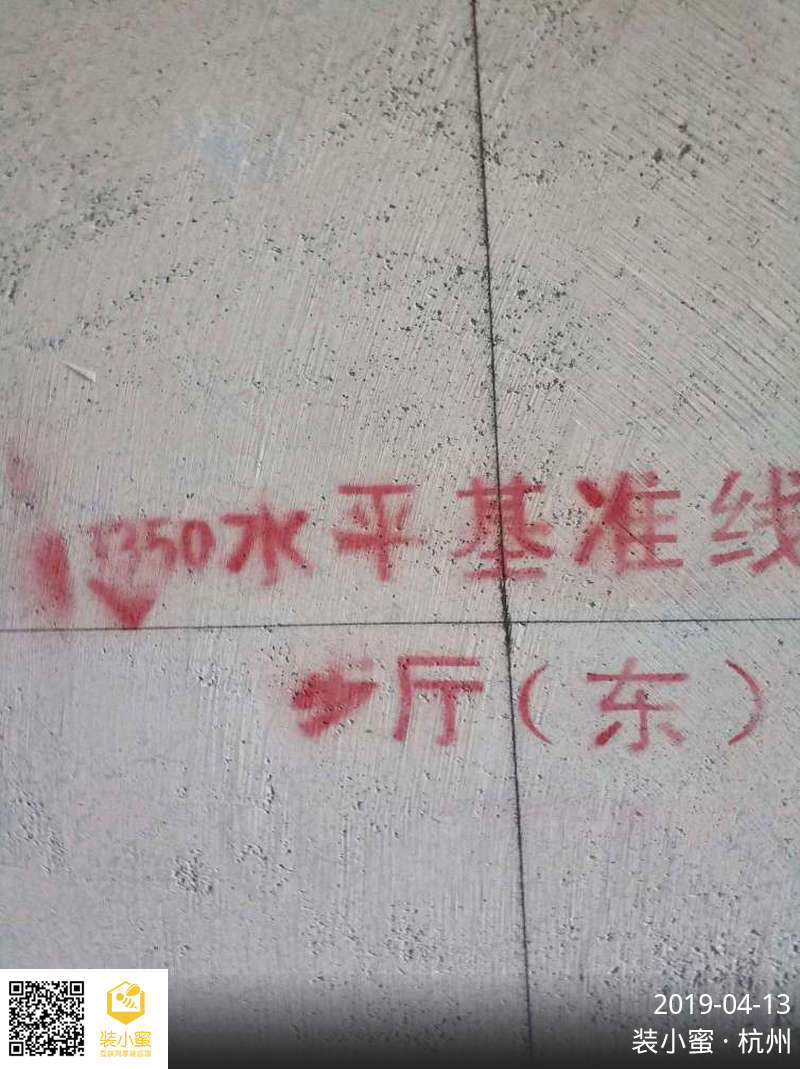 350水平基准线
厅（东）
2019-04-13
装小蜜·杭州
装小蜜